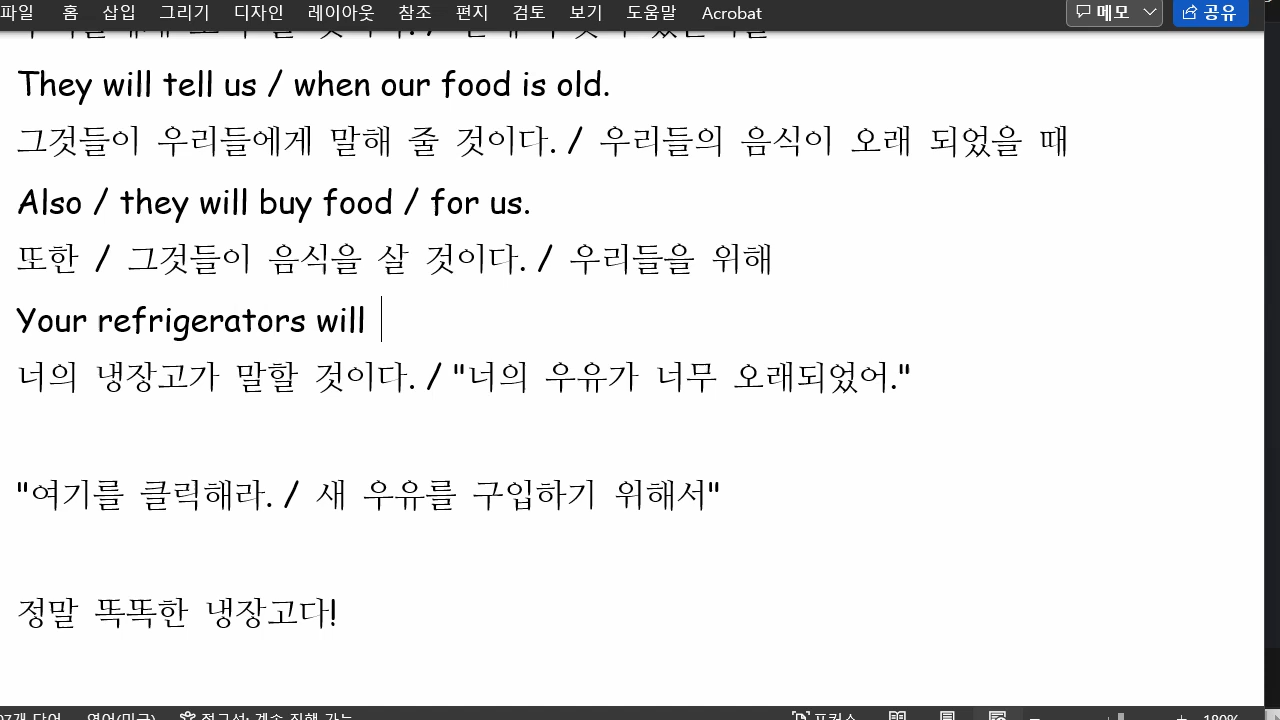 파일 홈 삽입 그리기 디자인 레이아웃 참조 편지 검토 보기 도움말 Acrobat 메모 공유
They will tell us / when our food is old.
그것들이 우리들에게 말해 줄 것이다. / 우리들의 음식이 오래 되었을 때
Also / they will buy food / for us.
또한 / 그것들이 음식을 살 것이다. / 우리들을 위해
Your refrigerators will
너의 냉장고가 말할 것이다. / "너의 우유가 너무 오래되었어."
"여기를 클릭해라. / 새 우유를 구입하기 위해서"
정말 똑똑한 냉장고다!